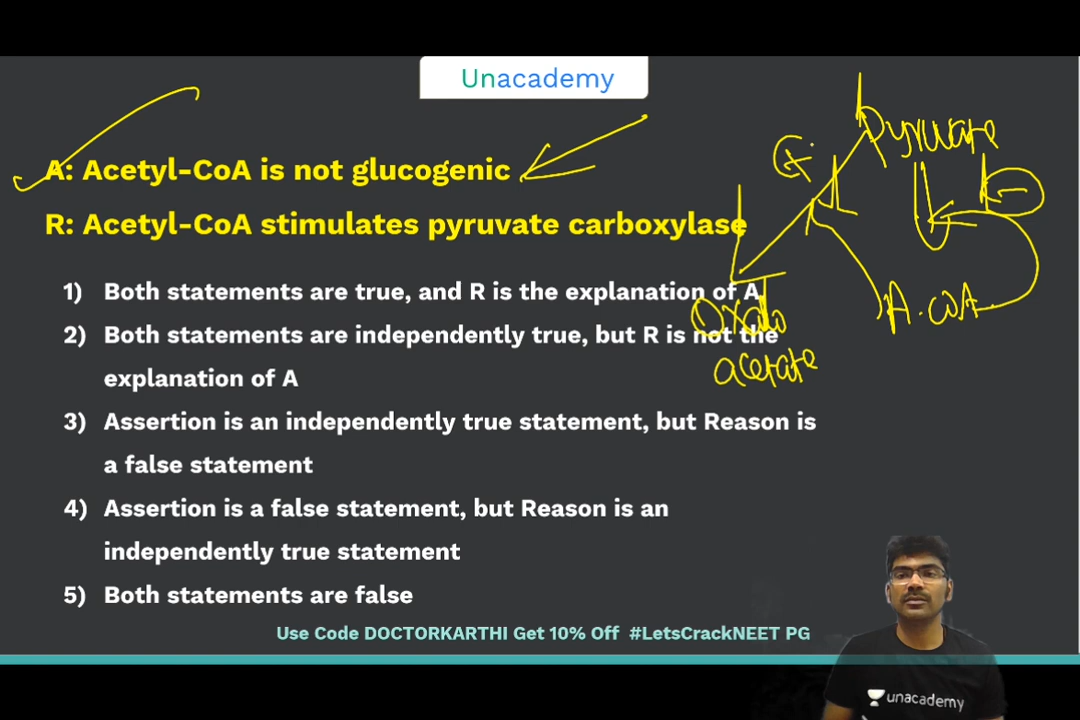 Unacademy
A: Acetyl-CoA is not glucogenic
R: Acetyl-CoA stimulates pyruvate carboxylase
Pyruvate
A.COA
Oxalo
acetate
1) Both statements are true, and R is the explanation of A
2) Both statements are independently true, but R is not the
explanation of A
3) Assertion is an independently true statement, but Reason is
a false statement
4) Assertion is a false statement, but Reason is an
independently true statement
5) Both statements are false
Use Code DOCTORKARTHI Get 10% Off #LetsCrackNEET PG
unacademy